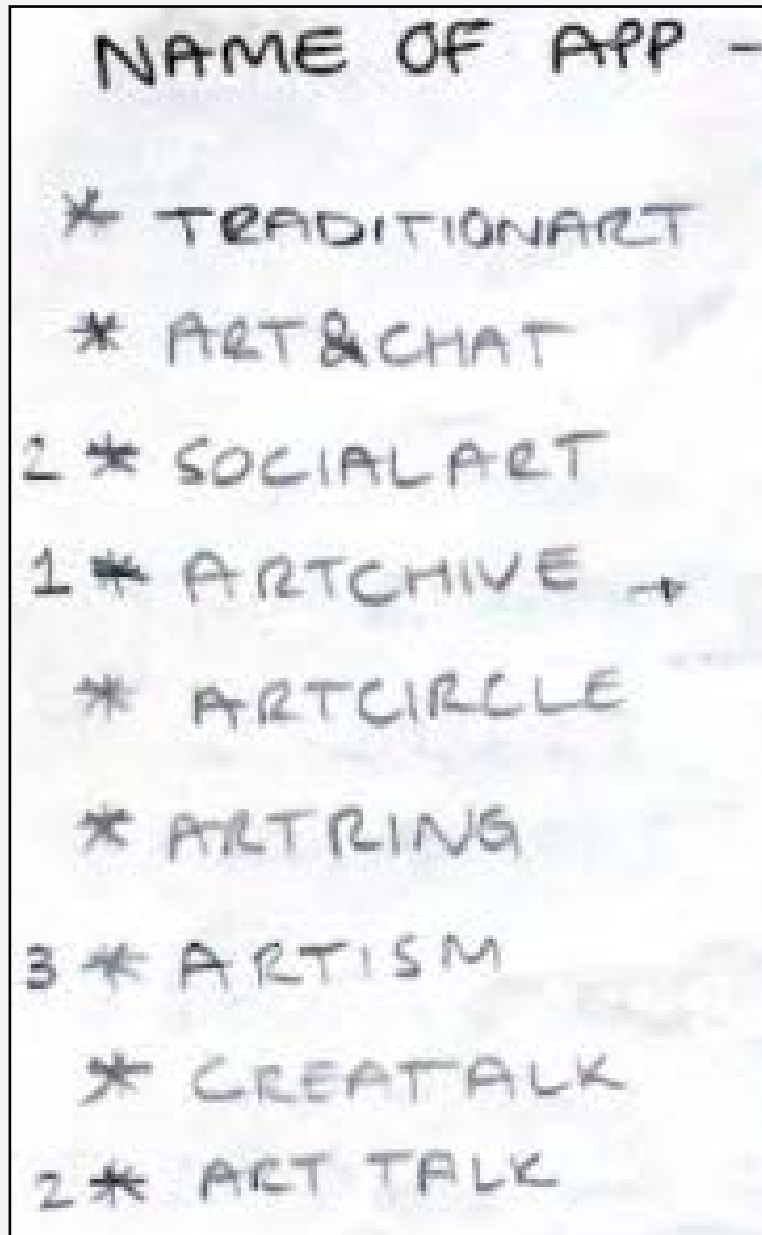 NAME OF APP -
* TRADITIONART
* ART&CHAT
2 * SOCIALART
1 * ARTCHIVE →
* ARTCIRCLE
* ARTRING
3 * ARTISM
* CREATALK
2 * ART TALK